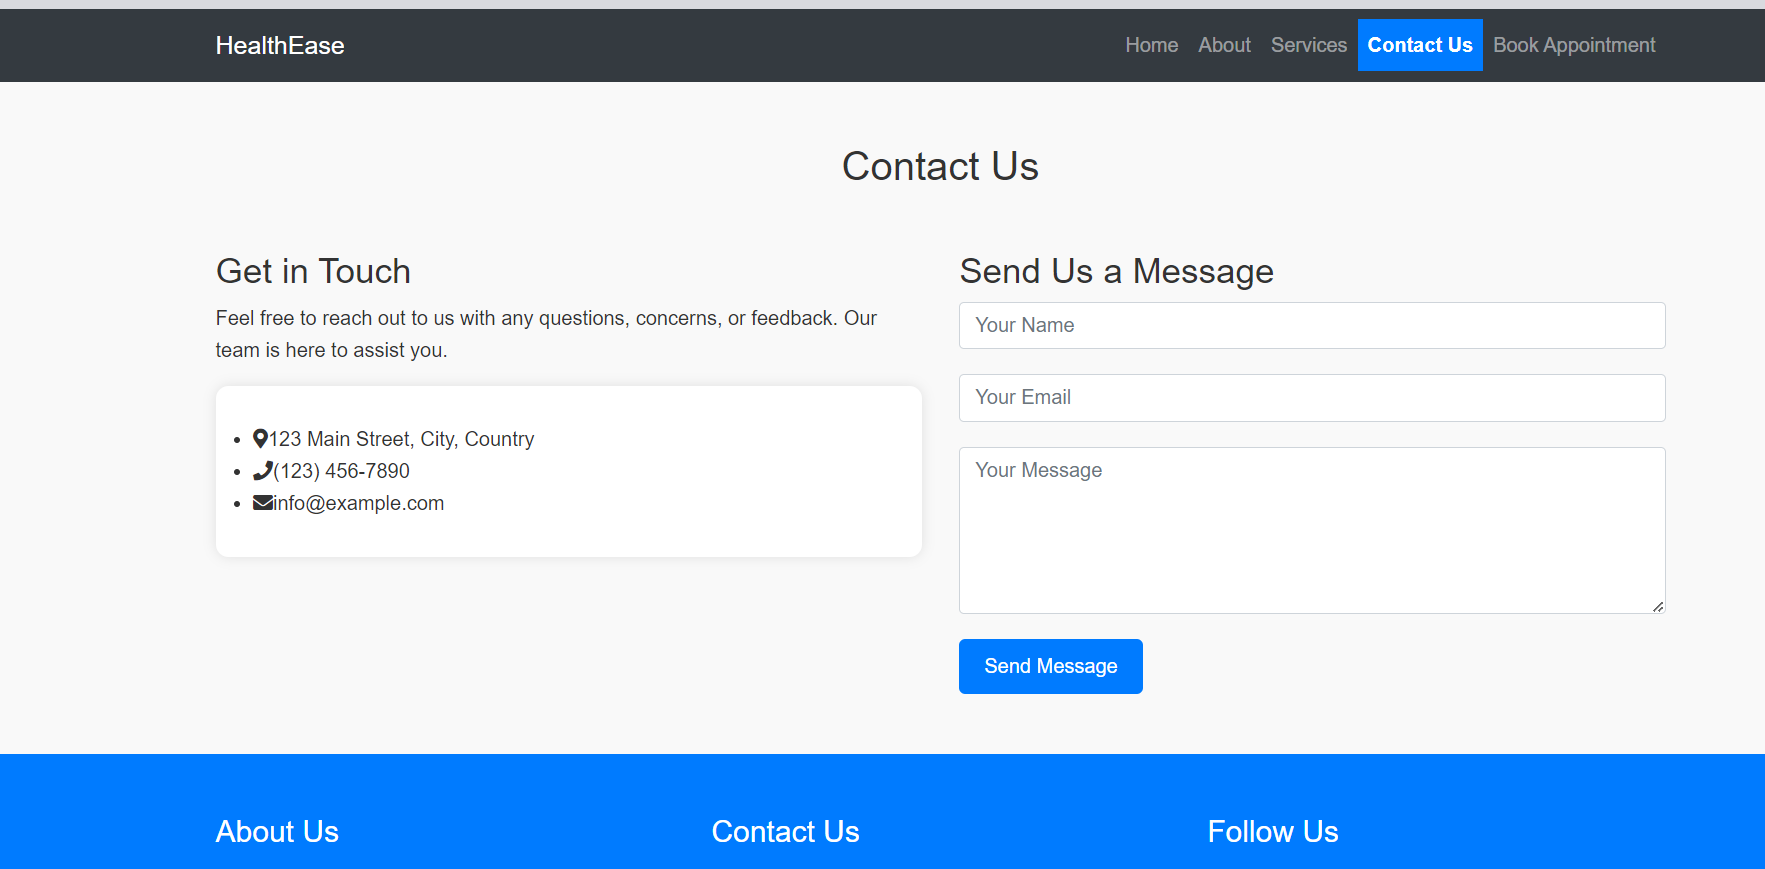 HealthEase
Home About Services Contact Us Book Appointment
Contact Us
Get in Touch
Feel free to reach out to us with any questions, concerns, or feedback. Our
team is here to assist you.
123 Main Street, City, Country
(123) 456-7890
info@example.com
Send Us a Message
Your Name
Your Email
Your Message
Send Message
About Us
Contact Us
Follow Us